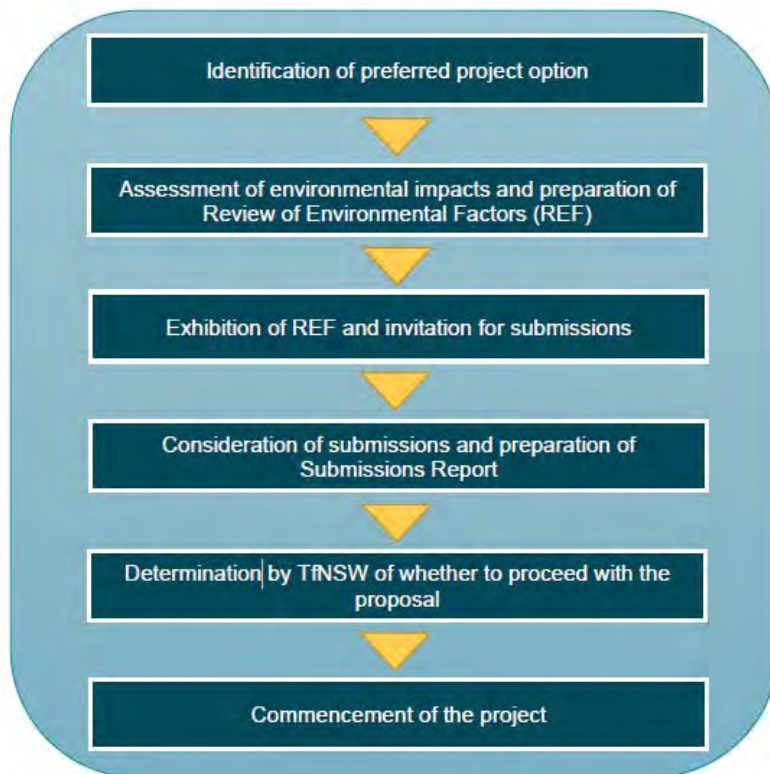 Identification of preferred project option
Assessment of environmental impacts and preparation of
Review of Environmental Factors (REF)
Exhibition of REF and invitation for submissions
Consideration of submissions and preparation of
Submissions Report
Determination by TfNSW of whether to proceed with the
proposal
Commencement of the project